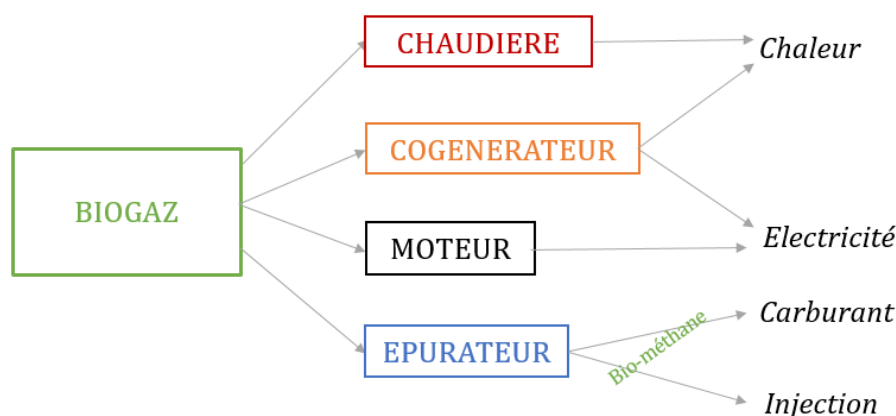 CHAUDIERE
Chaleur
COGENERATEUR
BIOGAZ
MOTEUR
Electricité
Carburant
EPURATEUR
Bio-méthane
Injection